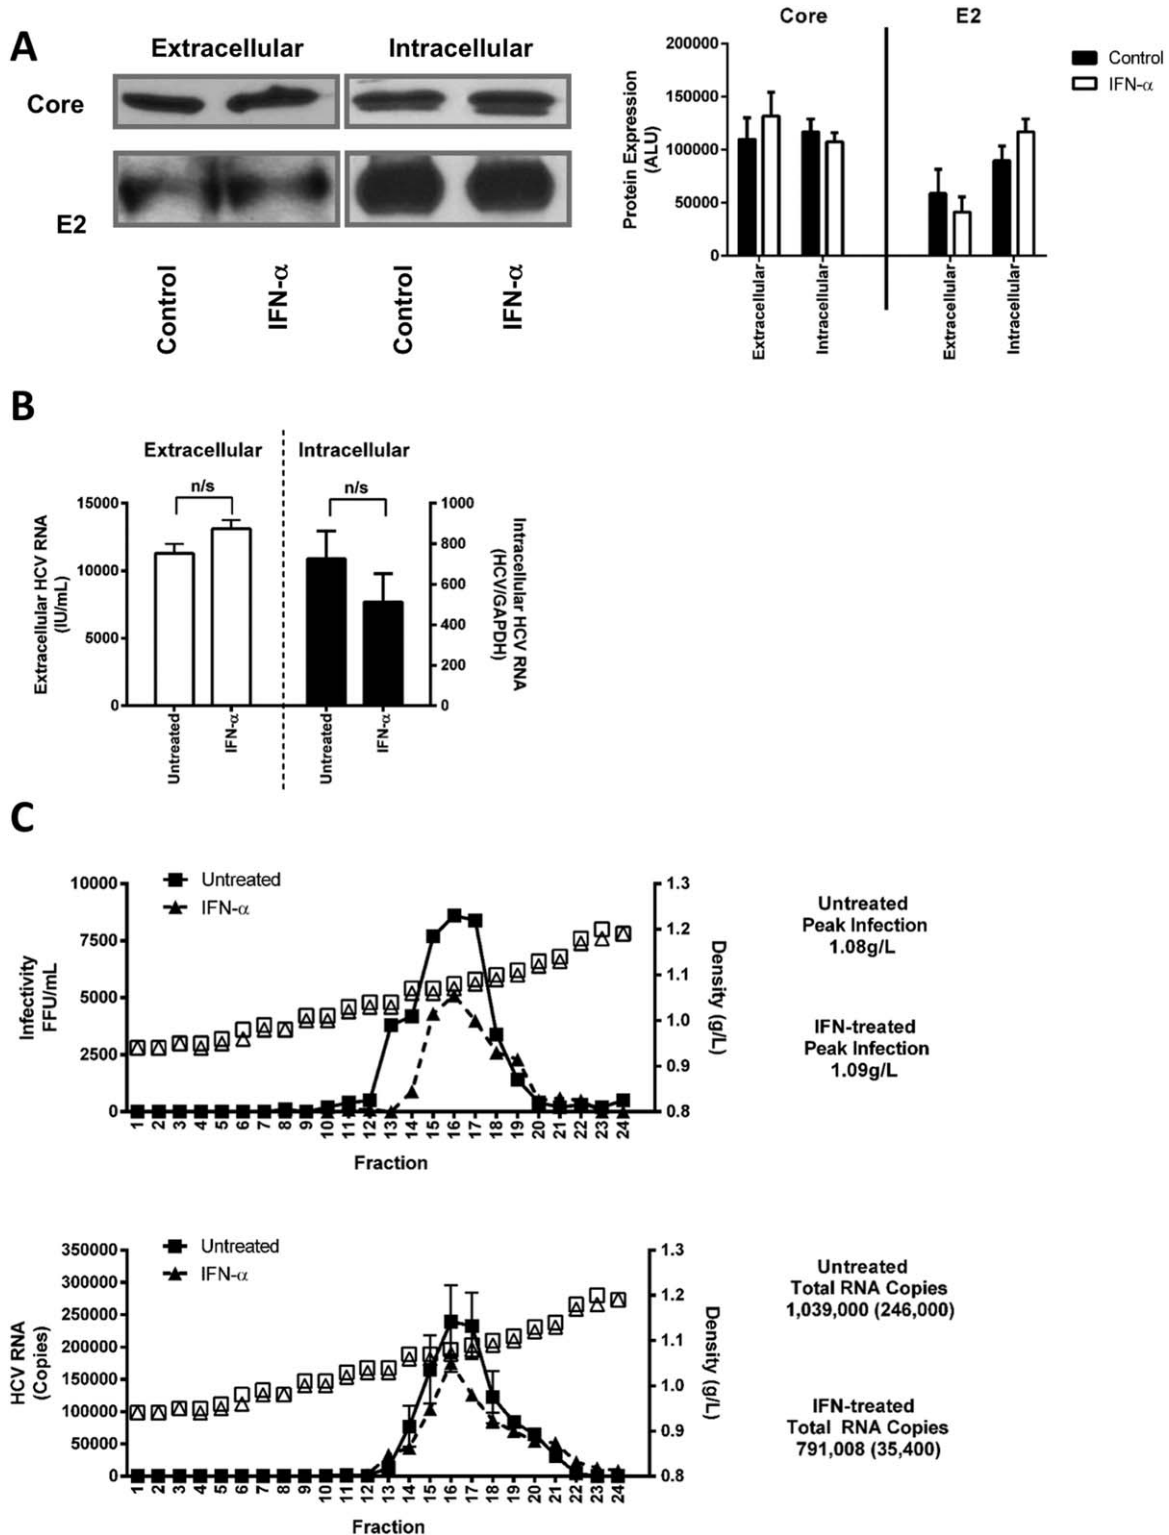 A
Extracellular
Intracellular
Core
E2
Control
IFN-α
Control
IFN-α
Core
E2
200000
150000
100000
50000
0
Protein Expression
(ALU)
Extracellular
Intracellular
Extracellular
Intracellular
Control
IFN-α
B
Extracellular
Intracellular
n/s
n/s
15000
10000
5000
0
Extracellular HCV RNA
(IU/mL)
1000
800
600
400
200
0
Intracellular HCV RNA
(HCV/GAPDH)
Untreated
IFN-α
Untreated
IFN-α
C
Untreated
IFN-α
10000
7500
5000
2500
0
Infectivity
FFU/mL
1.3
1.2
1.1
1.0
0.9
0.8
Density (g/L)
1 2 3 4 5 6 7 8 9 10 11 12 13 14 15 16 17 18 19 20 21 22 23 24
Fraction
Untreated
Peak Infection
1.08g/L
IFN-treated
Peak Infection
1.09g/L
Untreated
IFN-α
350000
300000
250000
200000
150000
100000
50000
0
HCV RNA
(Copies)
1.3
1.2
1.1
1.0
0.9
0.8
Density (g/L)
1 2 3 4 5 6 7 8 9 10 11 12 13 14 15 16 17 18 19 20 21 22 23 24
Fraction
Untreated
Total RNA Copies
1,039,000 (246,000)
IFN-treated
Total RNA Copies
791,008 (35,400)